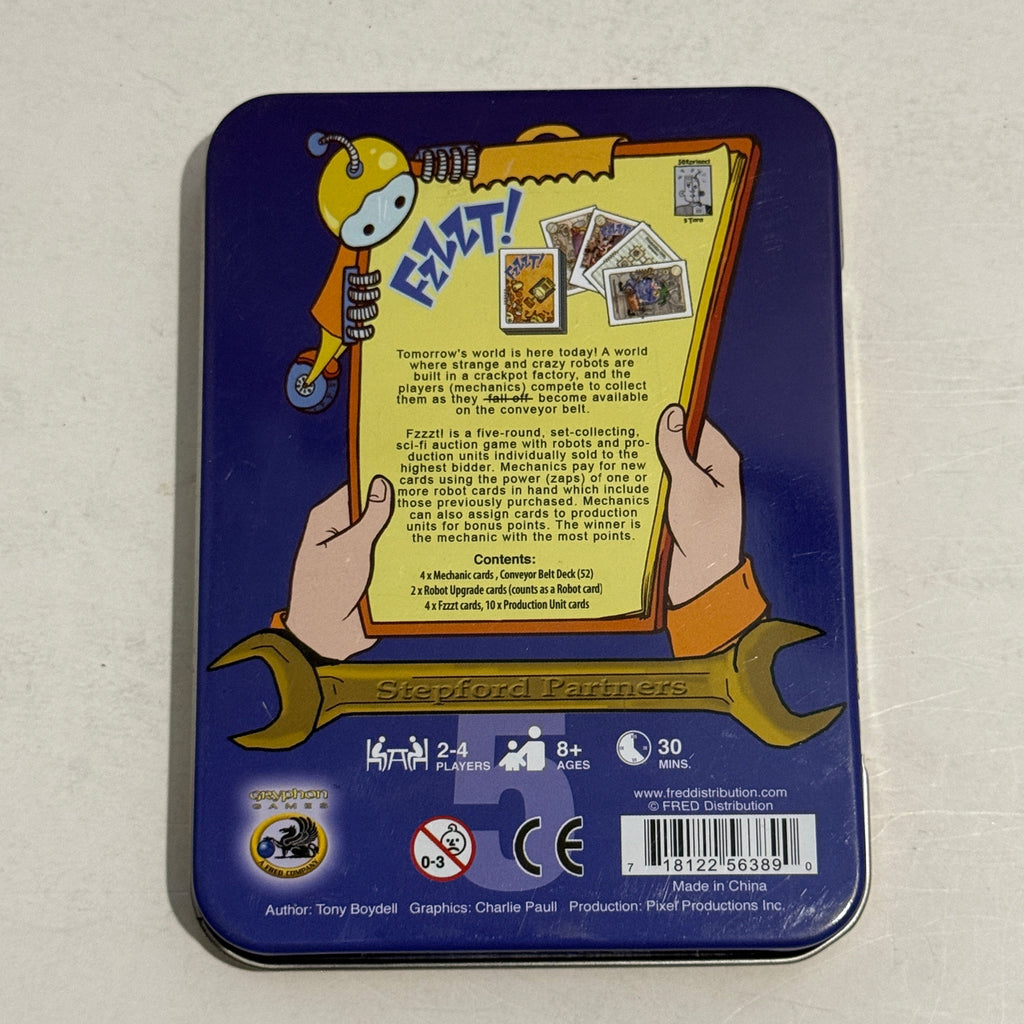 Surprised
Stare
FZZZT!
FZZZT!
Tomorrow's world is here today! A world
where strange and crazy robots are
built in a crackpot factory, and the
players (mechanics) compete to collect
them as they fall off become available
on the conveyor belt.
Fzzzt! is a five-round, set-collecting,
sci-fi auction game with robots and pro-
duction units individually sold to the
highest bidder. Mechanics pay for new
cards using the power (zaps) of one or
more robot cards in hand which include
those previously purchased. Mechanics
can also assign cards to production
units for bonus points. The winner is
the mechanic with the most points.
Contents:
4 x Mechanic cards , Conveyor Belt Deck (52)
2 x Robot Upgrade cards (counts as a Robot card)
4 x Fzzzt cards, 10 x Production Unit cards
Stepford Partners
5
2-4 PLAYERS 8+ AGES 30 MINS.
gryphon
GAMES
A FRED COMPANY
0-3
CE
www.freddistribution.com
© FRED Distribution
7 18122 56389 0
Made in China
Author: Tony Boydell Graphics: Charlie Paull Production: Pixel Productions Inc.